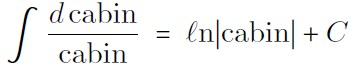 ∫ d cabin / cabin = ℓn|cabin| + C